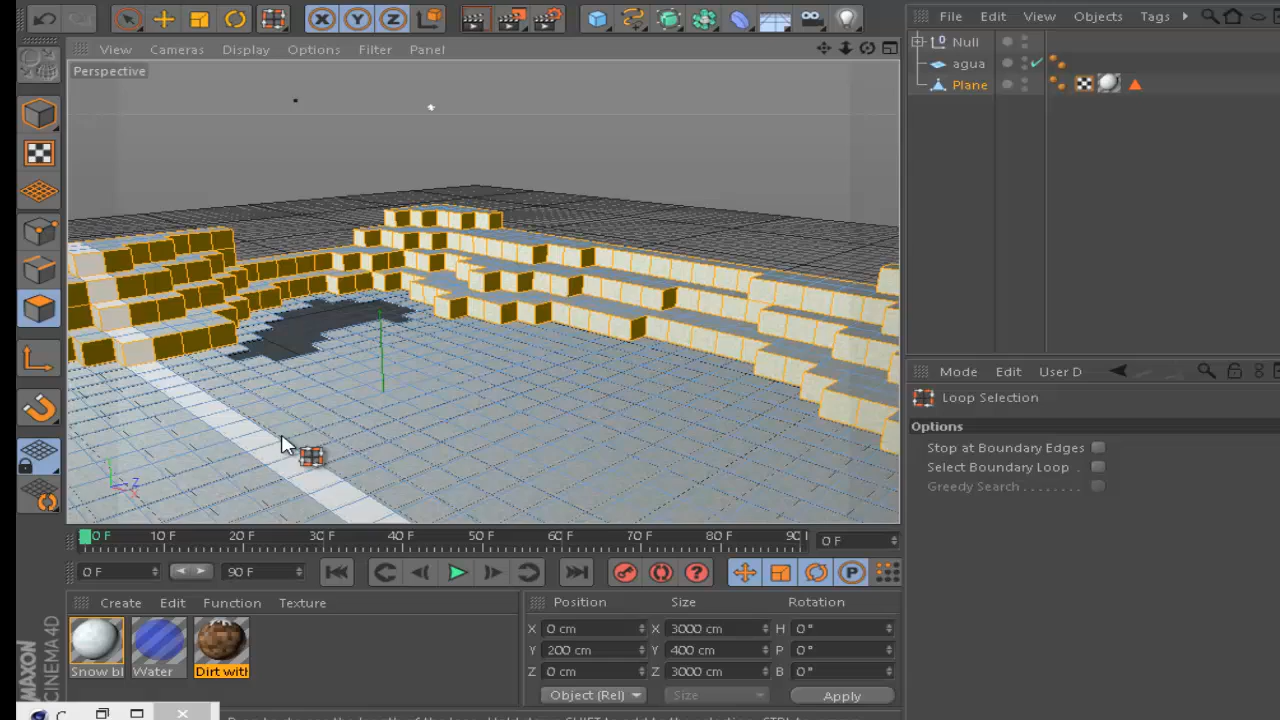 File Edit View Objects Tags
View Cameras Display Options Filter Panel
Perspective
Null
agua
Plane
Mode Edit User D
Loop Selection
Options
Stop at Boundary Edges
Select Boundary Loop .
Greedy Search . . . . . . . .
0 F 10 F 20 F 30 F 40 F 50 F 60 F 70 F 80 F 90 0 F
0 F 90 F
Create Edit Function Texture
Snow bl Water Dirt with
Position Size Rotation
X 0 cm X 3000 cm H 0 °
Y 200 cm Y 400 cm P 0 °
Z 0 cm Z 3000 cm B 0 °
Object (Rel) Size Apply
MAXON
CINEMA 4D